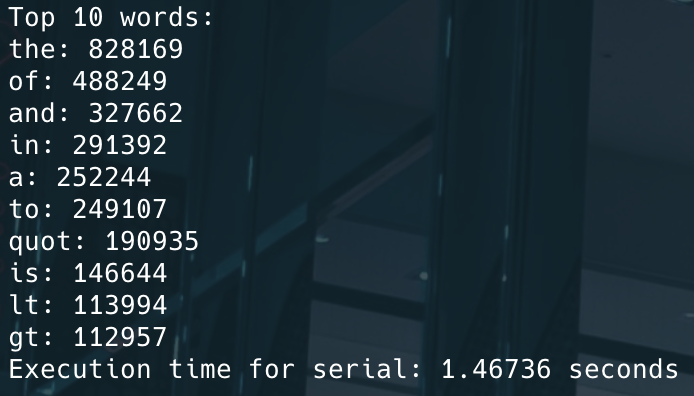 Top 10 words:
the: 828169
of: 488249
and: 327662
in: 291392
a: 252244
to: 249107
quot: 190935
is: 146644
lt: 113994
gt: 112957
Execution time for serial: 1.46736 seconds